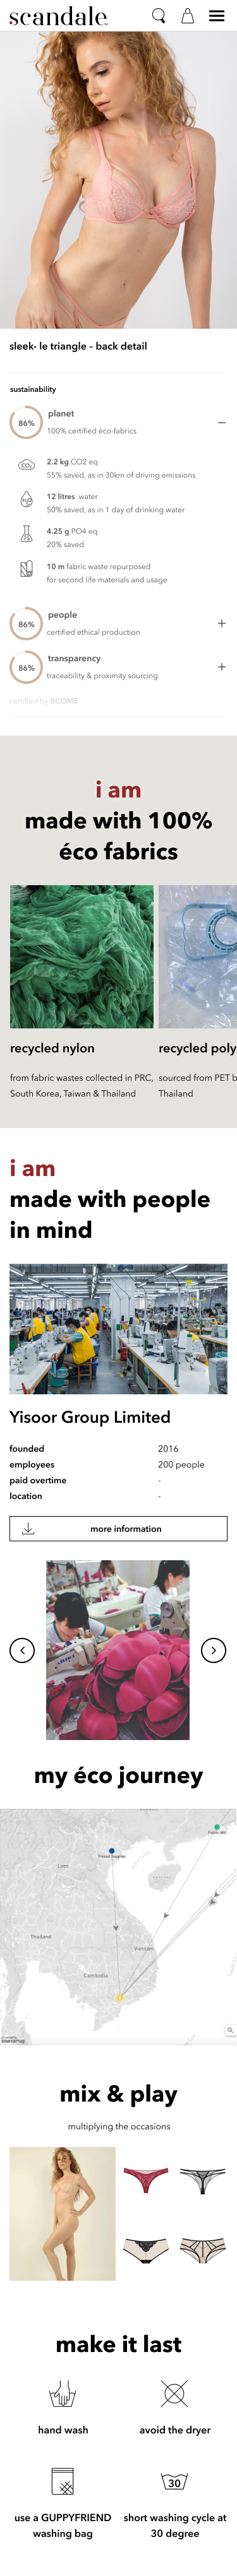 scandale
sleek- le triangle – back detail
sustainability
86%
planet
100% certified éco-fabrics
CO₂
2.2 kg CO2 eq
55% saved, as in 30km of driving emissions
H₂O
12 litres water
50% saved, as in 1 day of drinking water
4.25 g PO4 eq
20% saved
10 m fabric waste repurposed
for second life materials and usage
86%
people
certified ethical production
86%
transparency
traceability & proximity sourcing
certified by BCOME
i am
made with 100%
éco fabrics
recycled nylon
recycled poly
from fabric wastes collected in PRC,
South Korea, Taiwan & Thailand
sourced from PET b
Thailand
i am
made with people
in mind
Yisoor Group Limited
founded 2016
employees 200 people
paid overtime -
location -
more information
my éco journey
Laos
Thailand
Vietnam
Cambodia
mix & play
multiplying the occasions
make it last
hand wash
avoid the dryer
30
use a GUPPYFRIEND
washing bag
short washing cycle at
30 degree